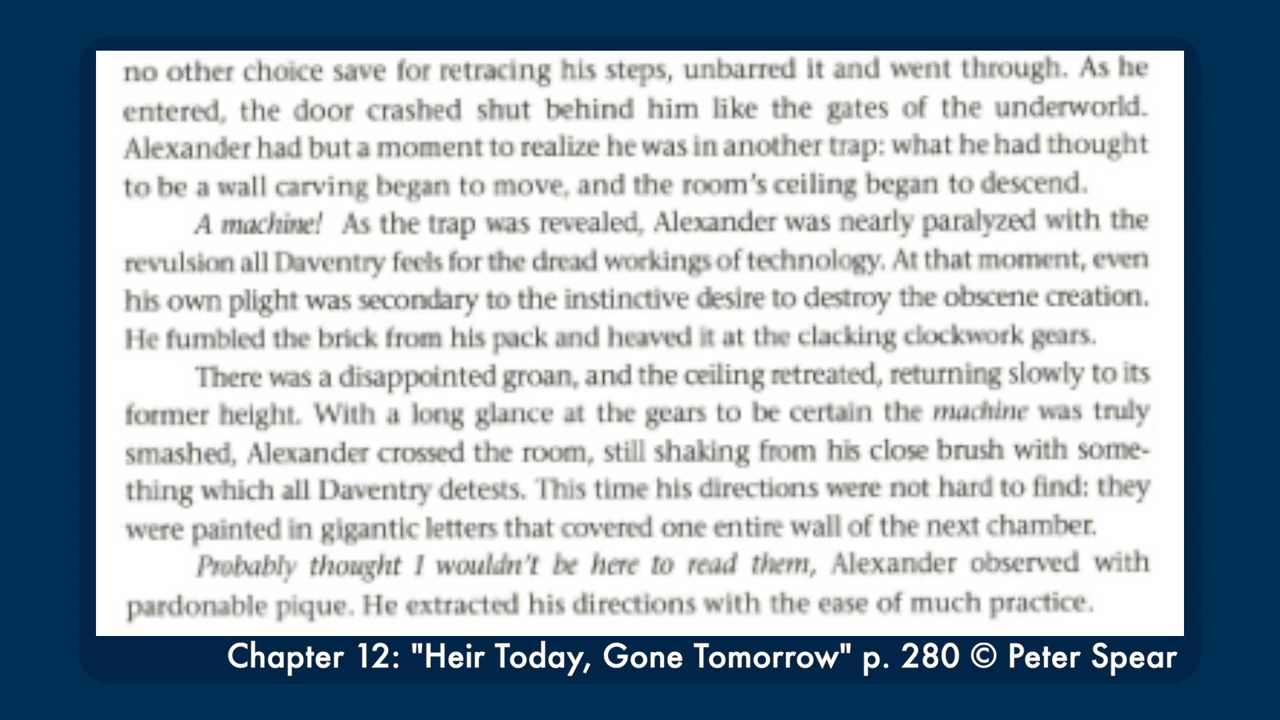 no other choice save for retracing his steps, unbarred it and went through. As he
entered, the door crashed shut behind him like the gates of the underworld.
Alexander had but a moment to realize he was in another trap: what he had thought
to be a wall carving began to move, and the room's ceiling began to descend.
A machine! As the trap was revealed, Alexander was nearly paralyzed with the
revulsion all Daventry feels for the dread workings of technology. At that moment, even
his own plight was secondary to the instinctive desire to destroy the obscene creation.
He fumbled the brick from his pack and heaved it at the clacking clockwork gears.
There was a disappointed groan, and the ceiling retreated, returning slowly to its
former height. With a long glance at the gears to be certain the machine was truly
smashed, Alexander crossed the room, still shaking from his close brush with some-
thing which all Daventry detests. This time his directions were not hard to find: they
were painted in gigantic letters that covered one entire wall of the next chamber.
Probably thought I wouldn't be here to read them, Alexander observed with
pardonable pique. He extracted his directions with the ease of much practice.
Chapter 12: "Heir Today, Gone Tomorrow" p. 280 © Peter Spear